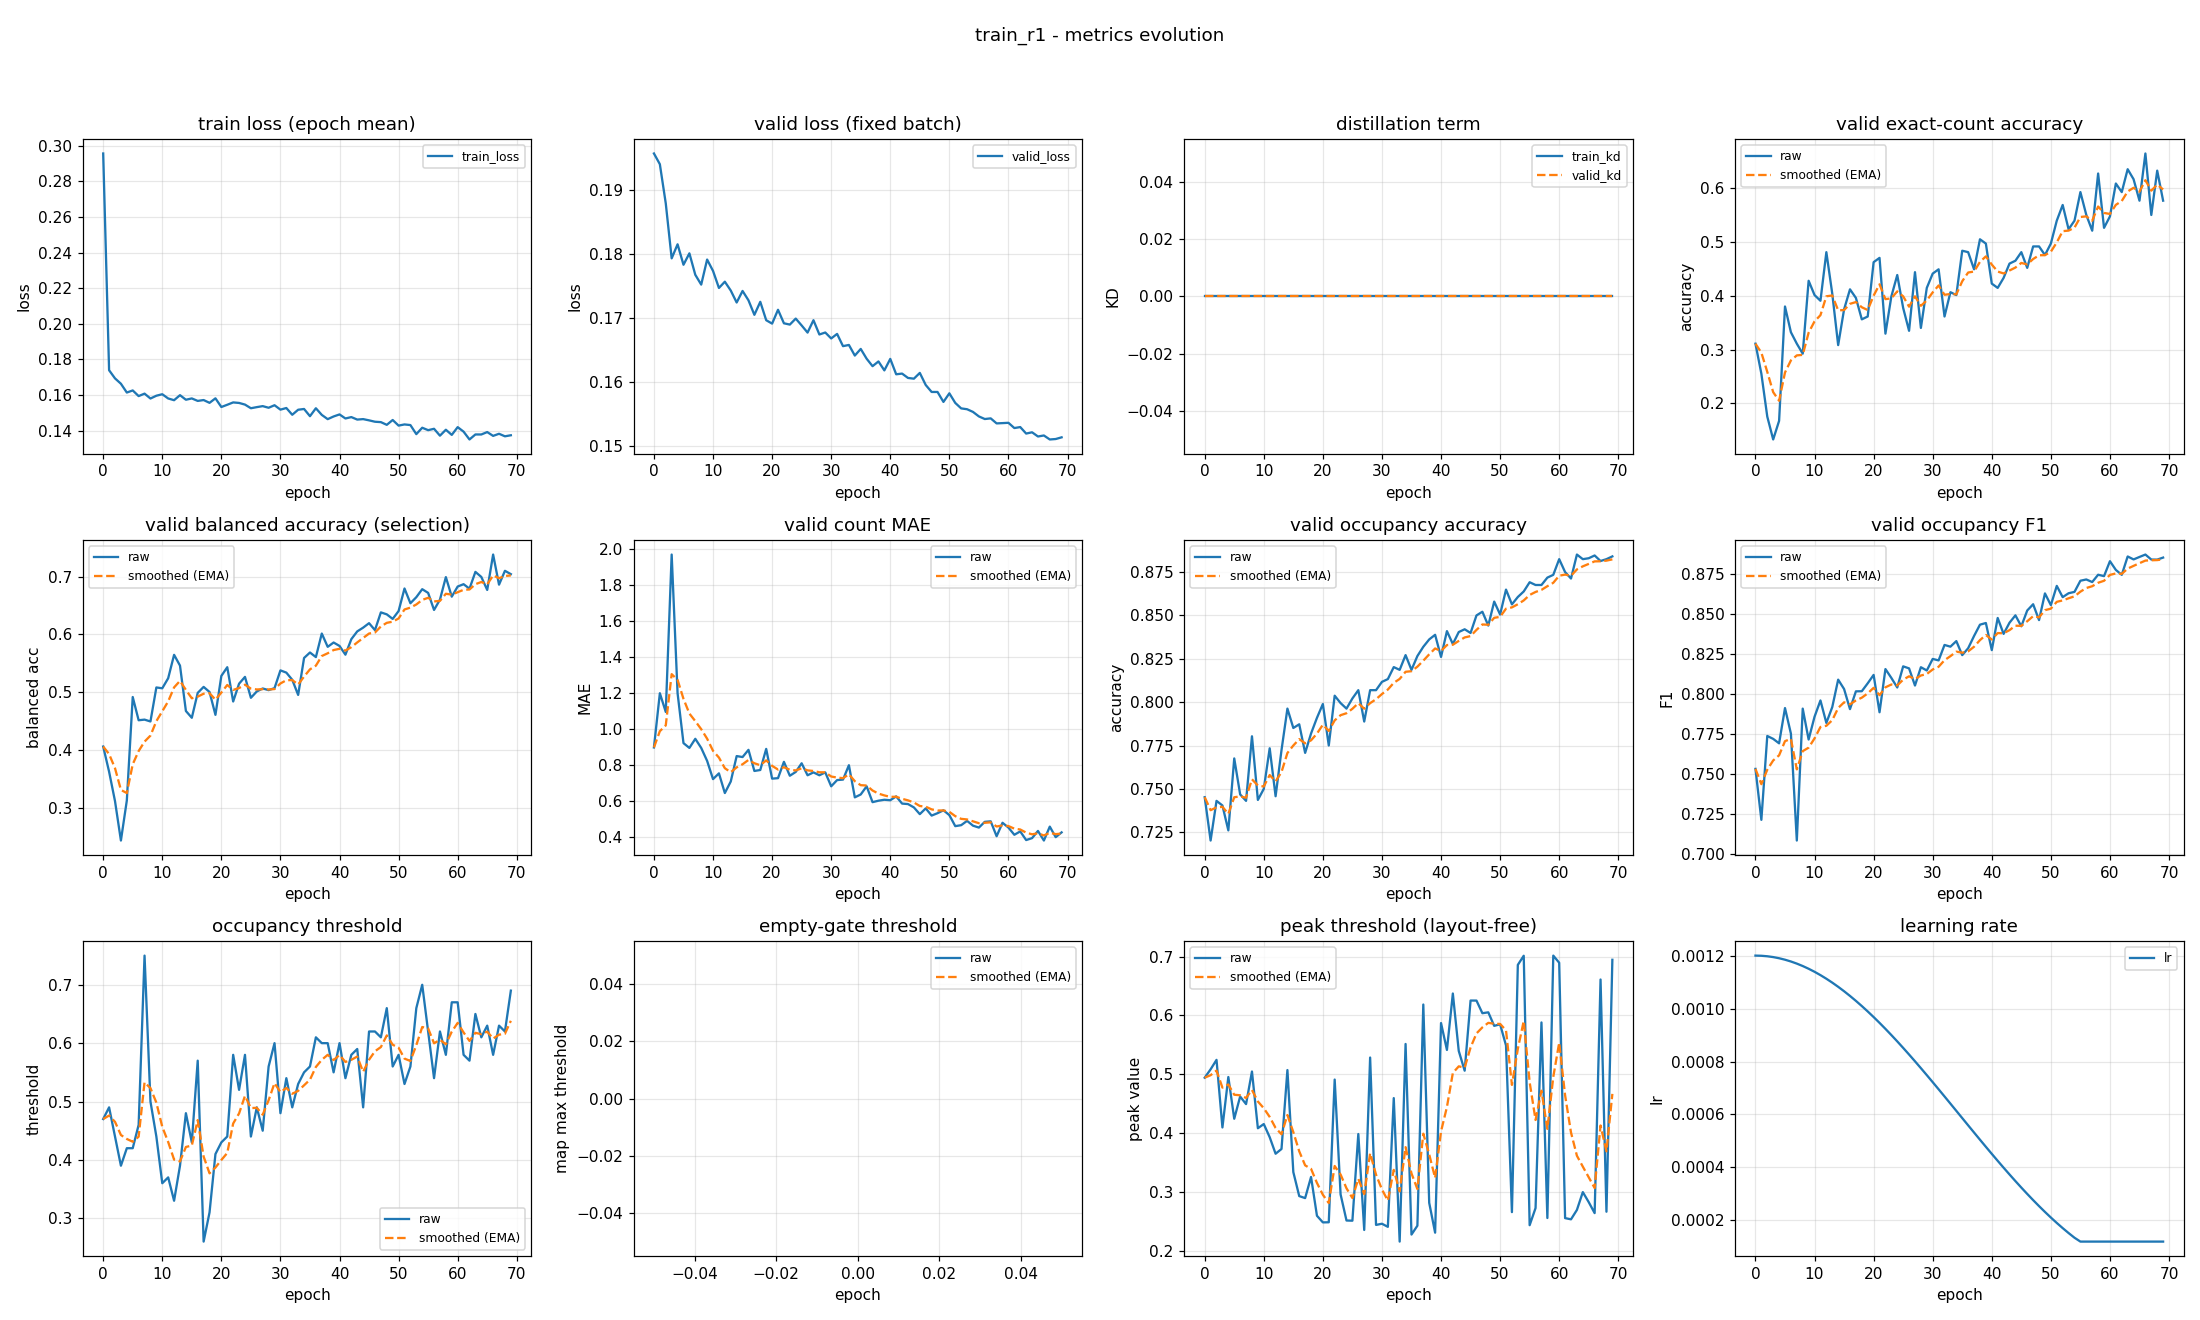 train_r1 - metrics evolution
train loss (epoch mean)
loss
0.30
0.28
0.26
0.24
0.22
0.20
0.18
0.16
0.14
train_loss
0 10 20 30 40 50 60 70
epoch
valid loss (fixed batch)
loss
0.19
0.18
0.17
0.16
0.15
valid_loss
0 10 20 30 40 50 60 70
epoch
distillation term
KD
0.04
0.02
0.00
−0.02
−0.04
train_kd
valid_kd
0 10 20 30 40 50 60 70
epoch
valid exact-count accuracy
accuracy
0.6
0.5
0.4
0.3
0.2
raw
smoothed (EMA)
0 10 20 30 40 50 60 70
epoch
valid balanced accuracy (selection)
balanced acc
0.7
0.6
0.5
0.4
0.3
raw
smoothed (EMA)
0 10 20 30 40 50 60 70
epoch
valid count MAE
MAE
2.0
1.8
1.6
1.4
1.2
1.0
0.8
0.6
0.4
raw
smoothed (EMA)
0 10 20 30 40 50 60 70
epoch
valid occupancy accuracy
accuracy
0.875
0.850
0.825
0.800
0.775
0.750
0.725
raw
smoothed (EMA)
0 10 20 30 40 50 60 70
epoch
valid occupancy F1
F1
0.875
0.850
0.825
0.800
0.775
0.750
0.725
0.700
raw
smoothed (EMA)
0 10 20 30 40 50 60 70
epoch
occupancy threshold
threshold
0.7
0.6
0.5
0.4
0.3
raw
smoothed (EMA)
0 10 20 30 40 50 60 70
epoch
empty-gate threshold
map max threshold
0.04
0.02
0.00
−0.02
−0.04
raw
smoothed (EMA)
−0.04 −0.02 0.00 0.02 0.04
epoch
peak threshold (layout-free)
peak value
0.7
0.6
0.5
0.4
0.3
0.2
raw
smoothed (EMA)
0 10 20 30 40 50 60 70
epoch
learning rate
lr
0.0012
0.0010
0.0008
0.0006
0.0004
0.0002
lr
0 10 20 30 40 50 60 70
epoch